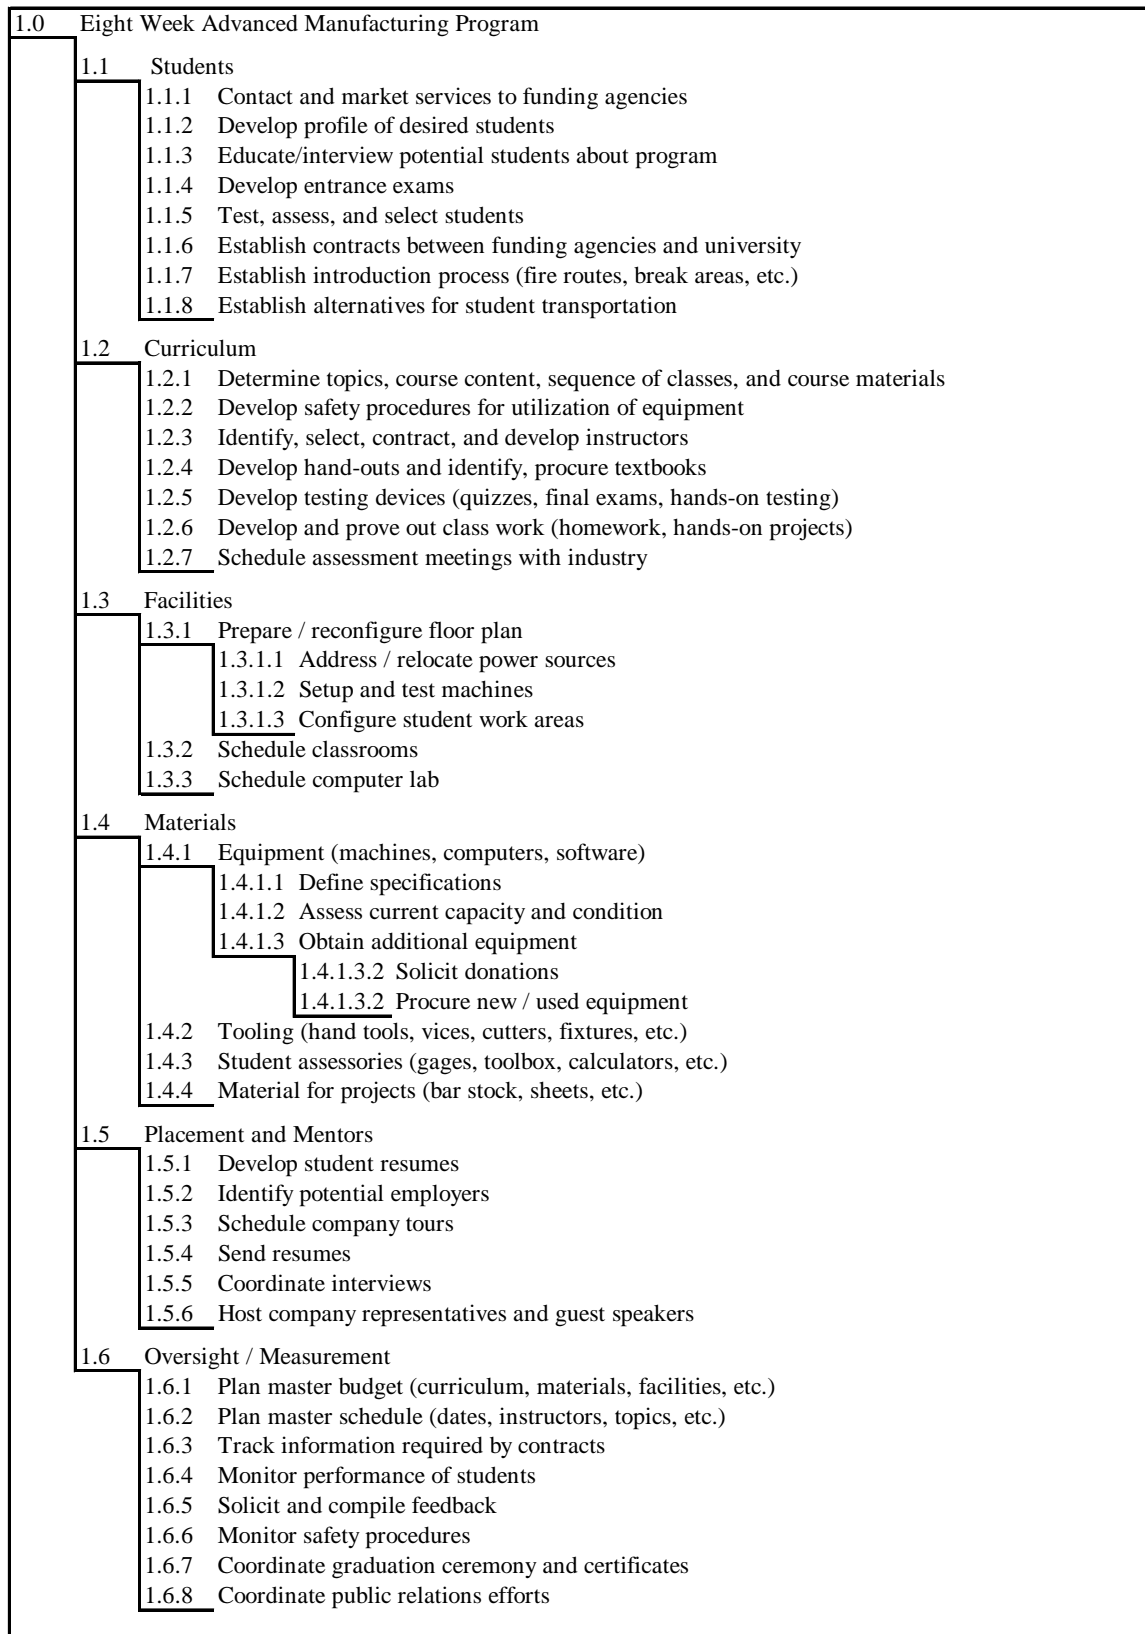 1.0 Eight Week Advanced Manufacturing Program
1.1 Students
1.1.1 Contact and market services to funding agencies
1.1.2 Develop profile of desired students
1.1.3 Educate/interview potential students about program
1.1.4 Develop entrance exams
1.1.5 Test, assess, and select students
1.1.6 Establish contracts between funding agencies and university
1.1.7 Establish introduction process (fire routes, break areas, etc.)
1.1.8 Establish alternatives for student transportation
1.2 Curriculum
1.2.1 Determine topics, course content, sequence of classes, and course materials
1.2.2 Develop safety procedures for utilization of equipment
1.2.3 Identify, select, contract, and develop instructors
1.2.4 Develop hand-outs and identify, procure textbooks
1.2.5 Develop testing devices (quizzes, final exams, hands-on testing)
1.2.6 Develop and prove out class work (homework, hands-on projects)
1.2.7 Schedule assessment meetings with industry
1.3 Facilities
1.3.1 Prepare / reconfigure floor plan
1.3.1.1 Address / relocate power sources
1.3.1.2 Setup and test machines
1.3.1.3 Configure student work areas
1.3.2 Schedule classrooms
1.3.3 Schedule computer lab
1.4 Materials
1.4.1 Equipment (machines, computers, software)
1.4.1.1 Define specifications
1.4.1.2 Assess current capacity and condition
1.4.1.3 Obtain additional equipment
1.4.1.3.2 Solicit donations
1.4.1.3.2 Procure new / used equipment
1.4.2 Tooling (hand tools, vices, cutters, fixtures, etc.)
1.4.3 Student assessories (gages, toolbox, calculators, etc.)
1.4.4 Material for projects (bar stock, sheets, etc.)
1.5 Placement and Mentors
1.5.1 Develop student resumes
1.5.2 Identify potential employers
1.5.3 Schedule company tours
1.5.4 Send resumes
1.5.5 Coordinate interviews
1.5.6 Host company representatives and guest speakers
1.6 Oversight / Measurement
1.6.1 Plan master budget (curriculum, materials, facilities, etc.)
1.6.2 Plan master schedule (dates, instructors, topics, etc.)
1.6.3 Track information required by contracts
1.6.4 Monitor performance of students
1.6.5 Solicit and compile feedback
1.6.6 Monitor safety procedures
1.6.7 Coordinate graduation ceremony and certificates
1.6.8 Coordinate public relations efforts